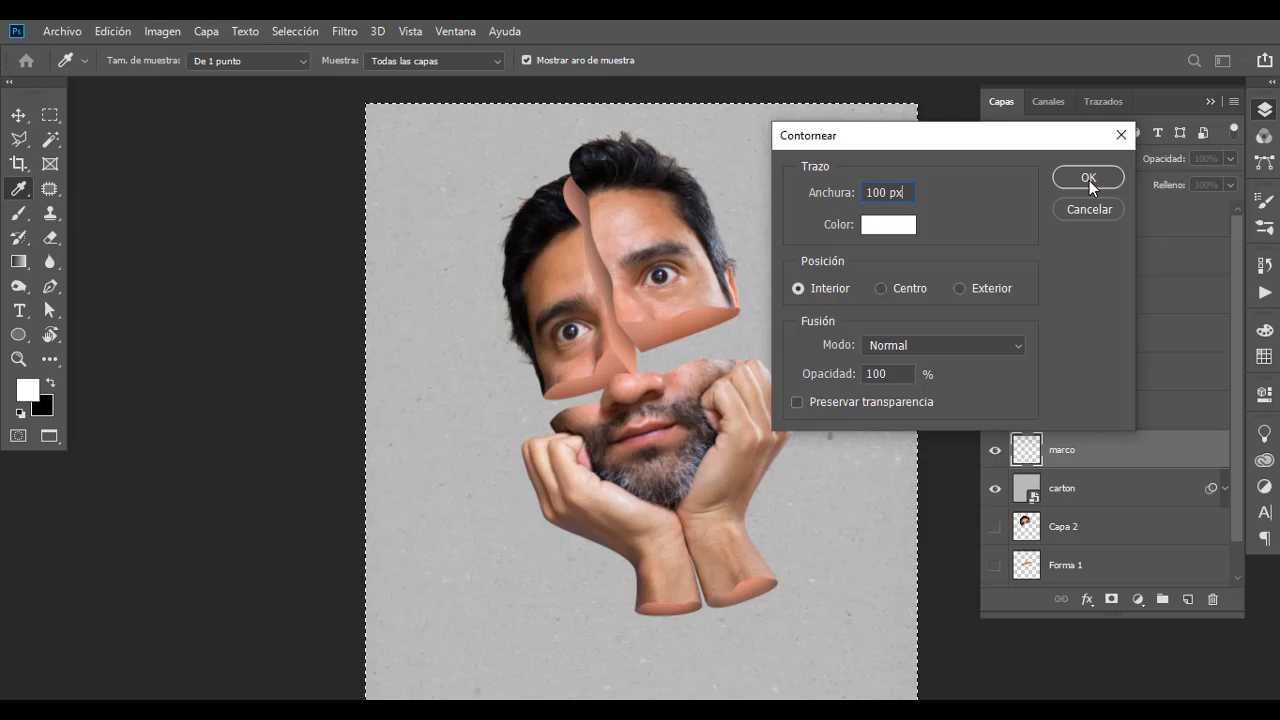 Ps Archivo Edición Imagen Capa Texto Selección Filtro 3D Vista Ventana Ayuda
Tam. de muestra: De 1 punto Muestra: Todas las capas Mostrar aro de muestra
Capas Canales Trazados
Contornear
Opacidad: 100%
Relleno: 100%
Trazo
Anchura: 100 px
Color:
OK
Cancelar
Posición
Interior Centro Exterior
Fusión
Modo: Normal
Opacidad: 100 %
Preservar transparencia
marco
carton
Capa 2
Forma 1
fx